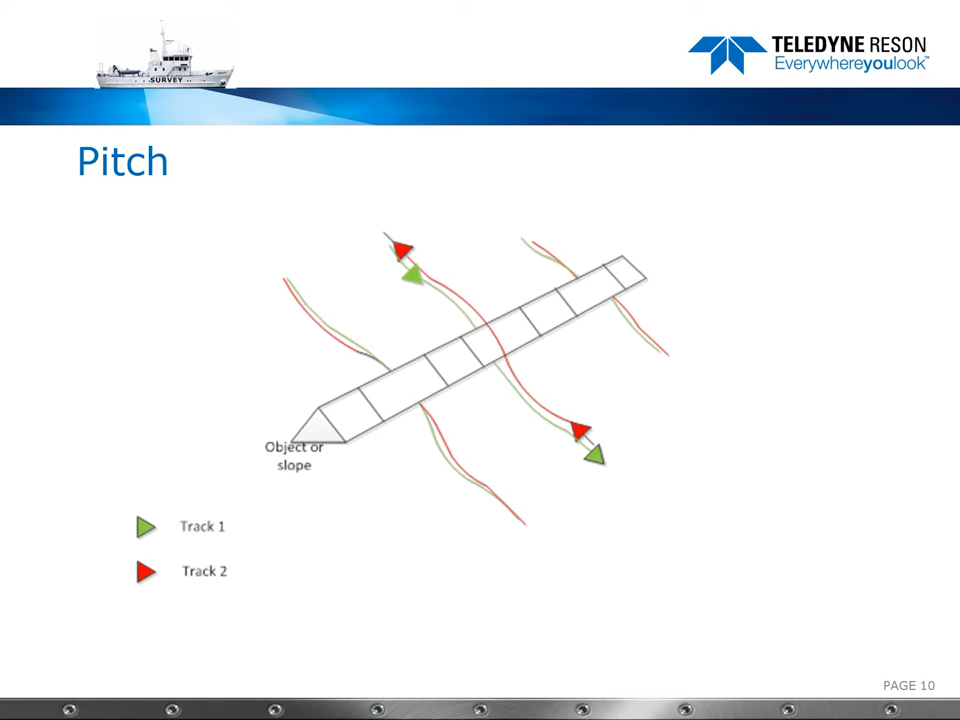 SURVEY
TELEDYNE RESON
Everywhereyoulook™
Pitch
Object or
slope
Track 1
Track 2
PAGE 10